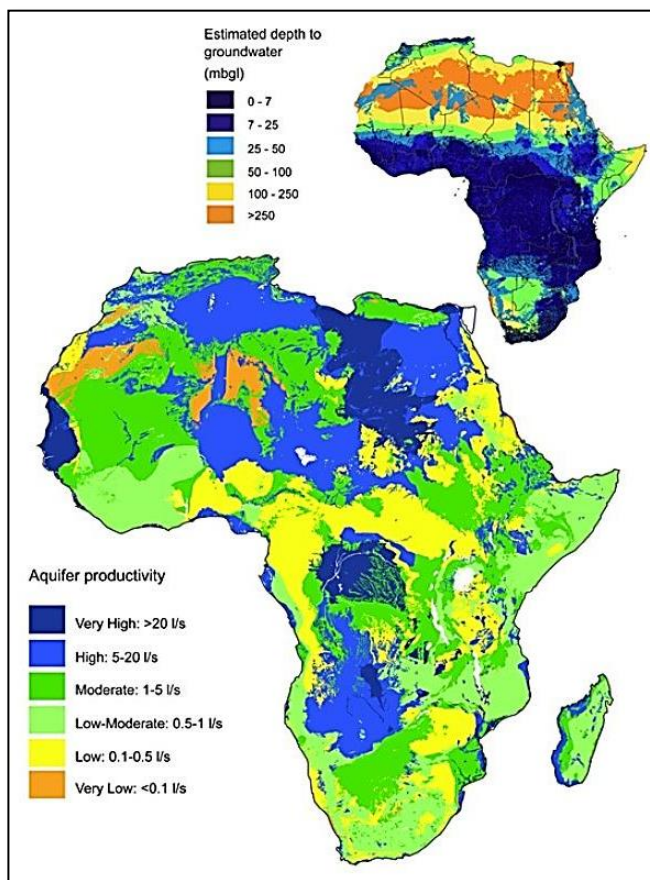 Estimated depth to
groundwater
(mbgl)
0 - 7
7 - 25
25 - 50
50 - 100
100 - 250
>250
Aquifer productivity
Very High: >20 l/s
High: 5-20 l/s
Moderate: 1-5 l/s
Low-Moderate: 0.5-1 l/s
Low: 0.1-0.5 l/s
Very Low: <0.1 l/s